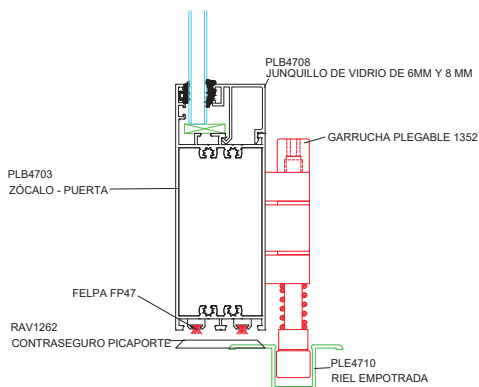 PLB4708
JUNQUILLO DE VIDRIO DE 6MM Y 8 MM
GARRUCHA PLEGABLE 1352
PLB4703
ZÓCALO - PUERTA
FELPA FP47
RAV1262
CONTRASEGURO PICAPORTE
PLE4710
RIEL EMPOTRADA